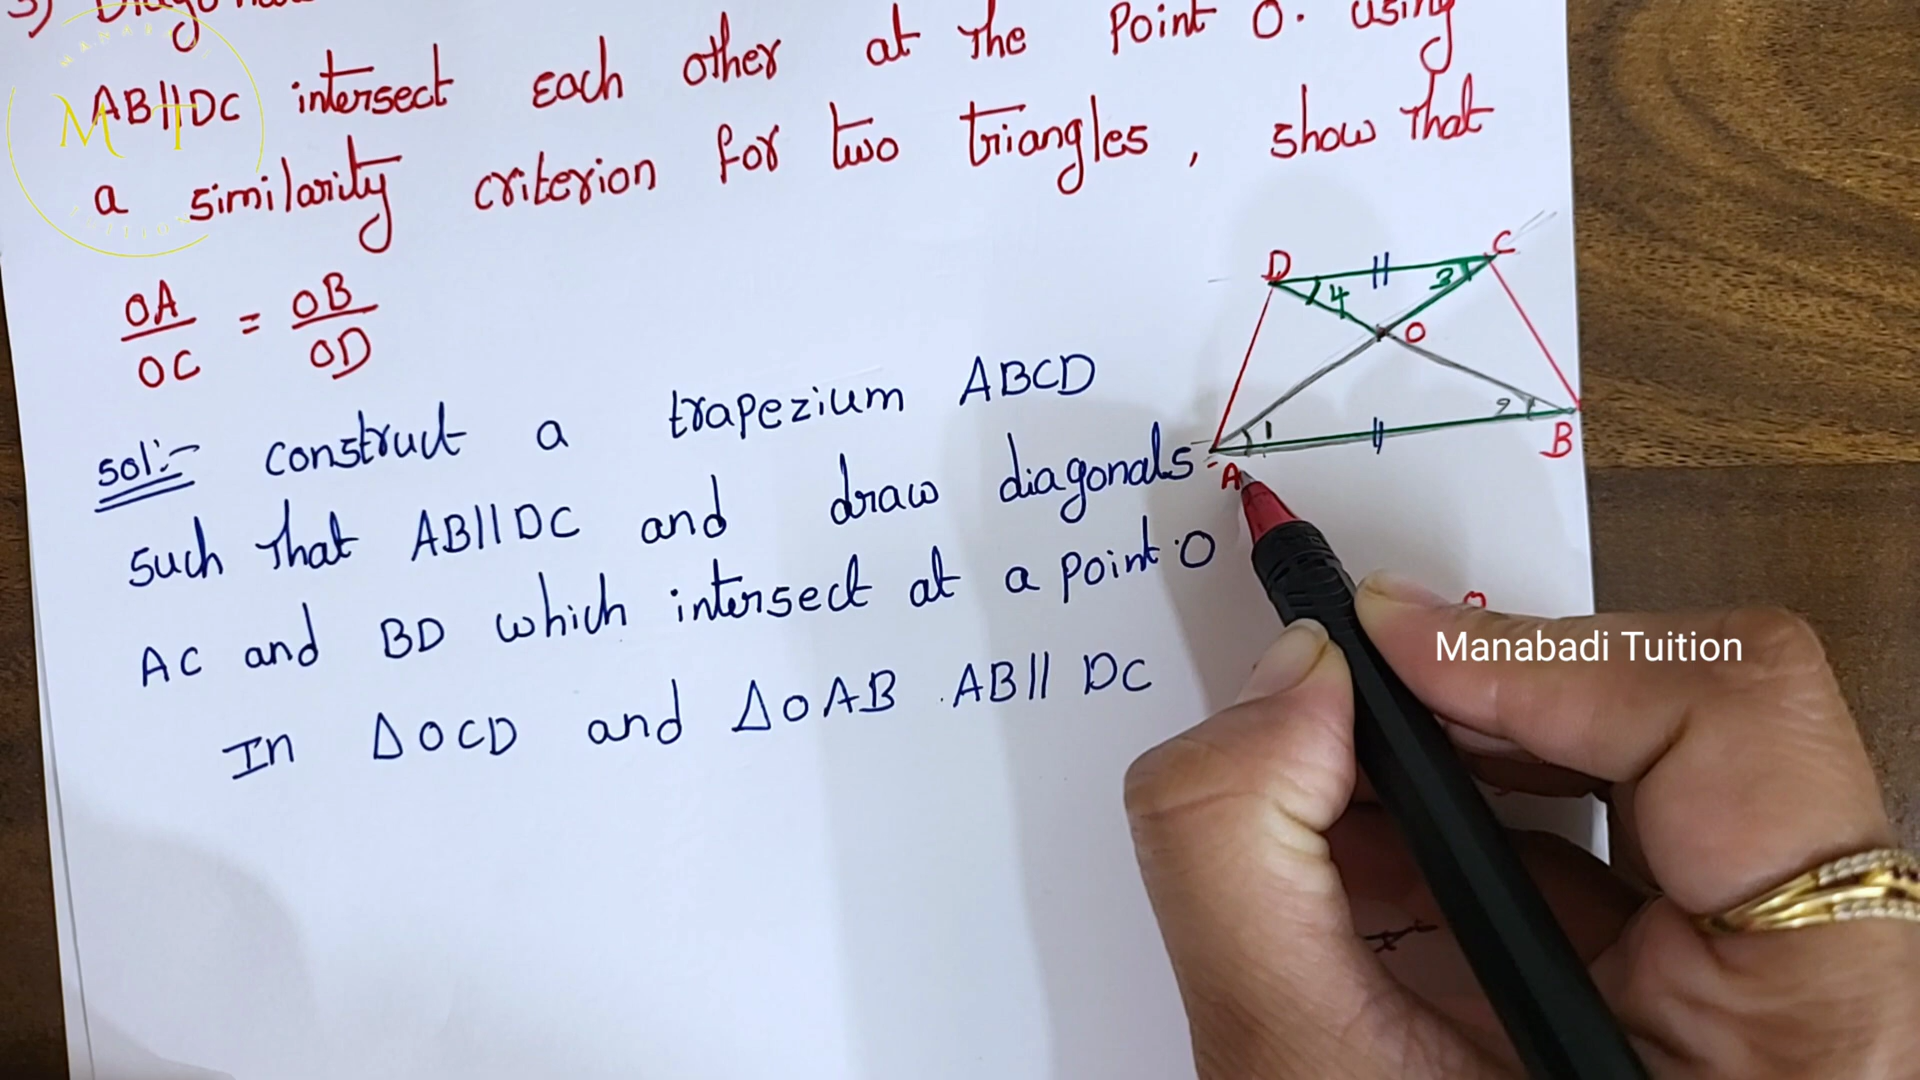 3)
AB||DC intersect each other at the point O. Using
a similarity criterion for two triangles, show that
OA/OC = OB/OD
Sol:- construct a trapezium ABCD
such that AB||DC and draw diagonals
AC and BD which intersect at a point O
In ΔOCD and ΔOAB AB|| DC
D C
4 3
O
1 2
A B
M T
Manabadi Tuition